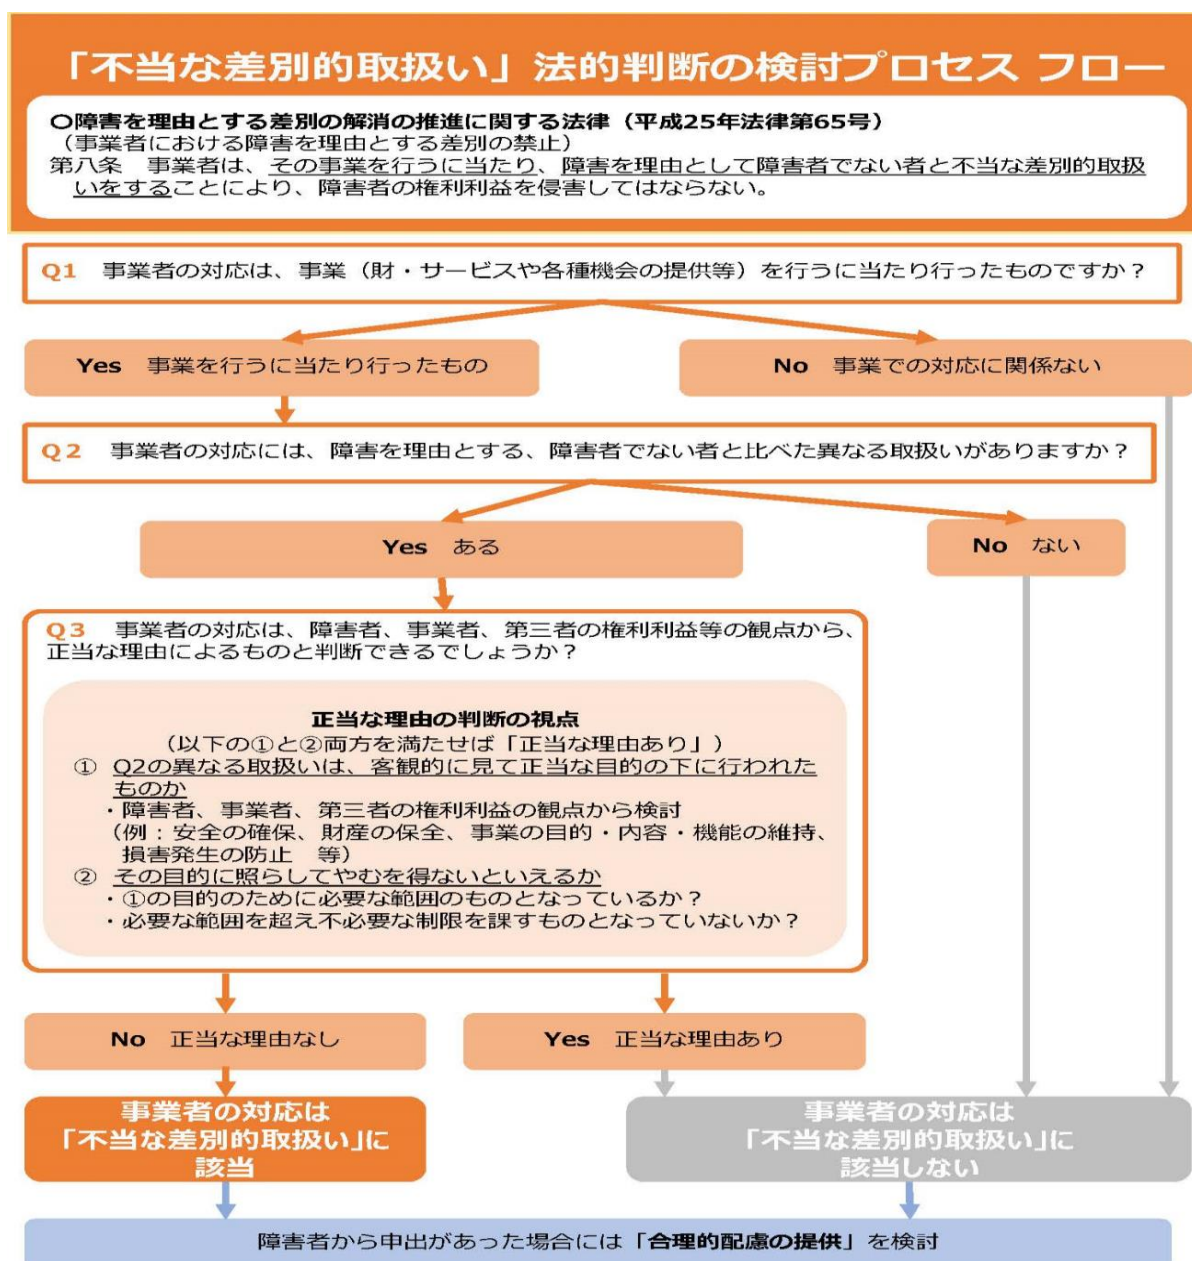 「不当な差別的取扱い」法的判断の検討プロセス フロー
〇障害を理由とする差別の解消の推進に関する法律（平成25年法律第65号）
（事業者における障害を理由とする差別の禁止）
第八条　事業者は、その事業を行うに当たり、障害を理由として障害者でない者と不当な差別的取扱
いをすることにより、障害者の権利利益を侵害してはならない。
Q1　事業者の対応は、事業（財・サービスや各種機会の提供等）を行うに当たり行ったものですか？
Yes　事業を行うに当たり行ったもの
No　事業での対応に関係ない
Q2　事業者の対応には、障害を理由とする、障害者でない者と比べた異なる取扱いがありますか？
Yes　ある
No　ない
Q3　事業者の対応は、障害者、事業者、第三者の権利利益等の観点から、
正当な理由によるものと判断できるでしょうか？
正当な理由の判断の視点
（以下の①と②両方を満たせば「正当な理由あり」）
①　Q2の異なる取扱いは、客観的に見て正当な目的の下に行われた
ものか
・障害者、事業者、第三者の権利利益の観点から検討
（例：安全の確保、財産の保全、事業の目的・内容・機能の維持、
損害発生の防止　等）
②　その目的に照らしてやむを得ないといえるか
・①の目的のために必要な範囲のものとなっているか？
・必要な範囲を超え不必要な制限を課すものとなっていないか？
No　正当な理由なし
Yes　正当な理由あり
事業者の対応は
「不当な差別的取扱い」に
該当
事業者の対応は
「不当な差別的取扱い」に
該当しない
障害者から申出があった場合には「合理的配慮の提供」を検討